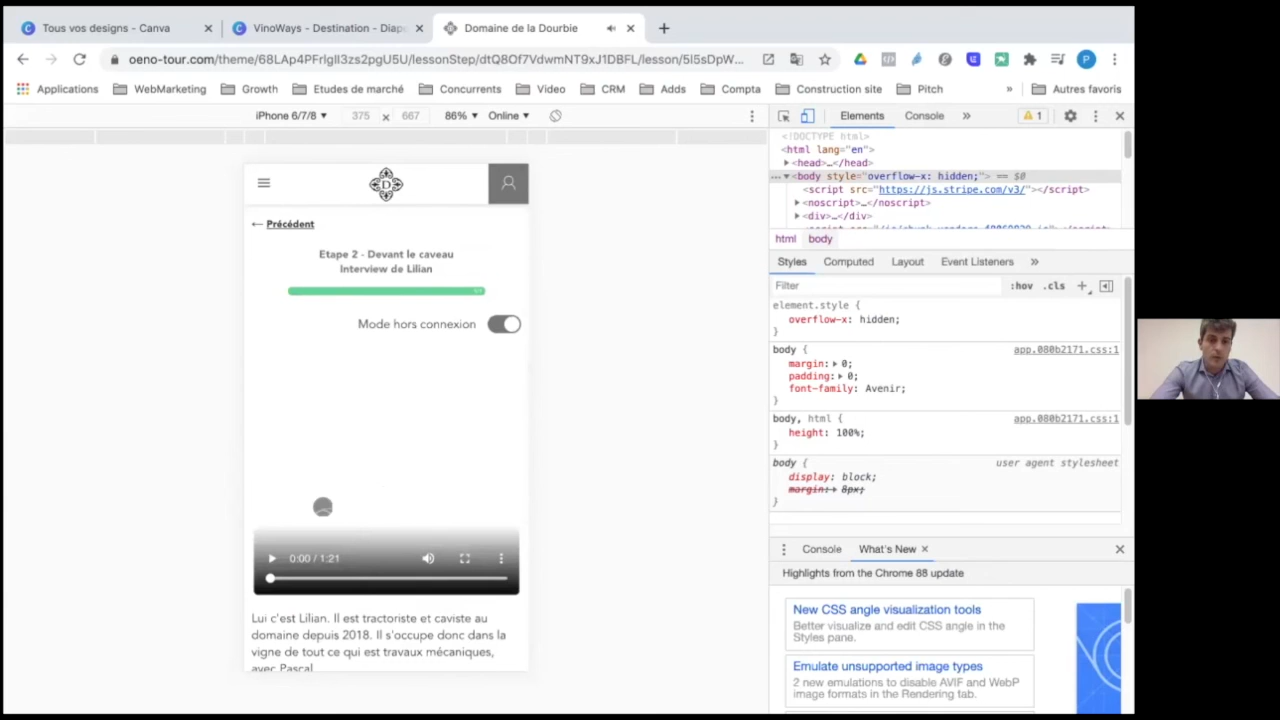 Tous vos designs - Canva
VinoWays - Destination - Diap
Domaine de la Dourbie
oeno-tour.com/theme/
Applications
WebMarketing
Growth
Etudes de marché
Concurrents
Video
CRM
Adds
Compta
Construction site
Pitch
»
Autres favoris
iPhone 6/7/8 ▾ 375 × 667 86% ▾ Online ▾
Elements Console » 1
<!DOCTYPE html>
<html lang="en">
<head>…</head>
<body style="overflow-x: hidden;"> == $0
<script src="https://js.stripe.com/v3/"></script>
<noscript>…</noscript>
<div>…</div>
html body
Styles Computed Layout Event Listeners »
Filter :hov .cls +
element.style {
overflow-x: hidden;
}
body { app.080b2171.css:1
margin: 0;
padding: 0;
font-family: Avenir;
}
body, html { app.080b2171.css:1
height: 100%;
}
body { user agent stylesheet
display: block;
margin: 8px;
}
Console What's New ×
Highlights from the Chrome 88 update
New CSS angle visualization tools
Better visualize and edit CSS angle in the
Styles pane.
Emulate unsupported image types
2 new emulations to disable AVIF and WebP
image formats in the Rendering tab.
P
D
← Précédent
Etape 2 - Devant le caveau
Interview de Lilian
Mode hors connexion
0:00 / 1:21
Lui c'est Lilian. Il est tractoriste et caviste au
domaine depuis 2018. Il s'occupe donc dans la
vigne de tout ce qui est travaux mécaniques,
avec Pascal